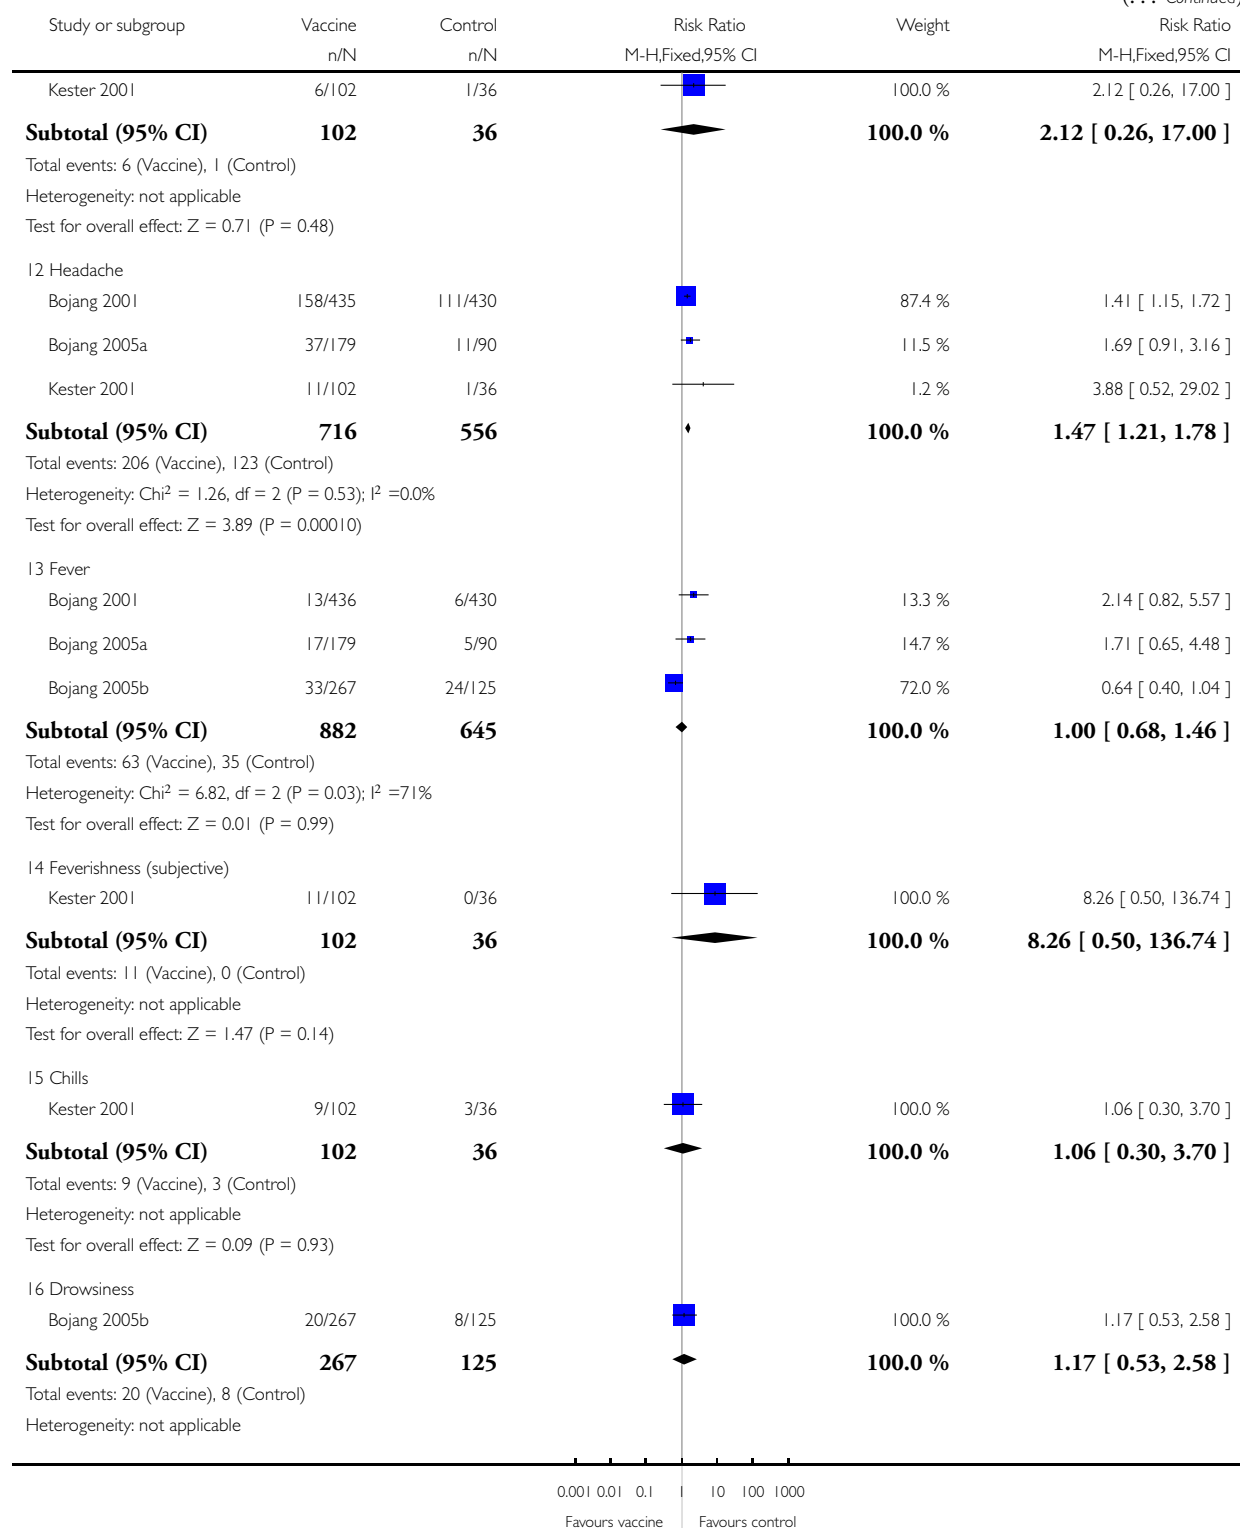 (... Continued)
Study or subgroup Vaccine Control Risk Ratio Weight Risk Ratio
n/N n/N M-H,Fixed,95% CI M-H,Fixed,95% CI
Kester 2001 6/102 1/36 100.0 % 2.12 [ 0.26, 17.00 ]
Subtotal (95% CI) 102 36 100.0 % 2.12 [ 0.26, 17.00 ]
Total events: 6 (Vaccine), 1 (Control)
Heterogeneity: not applicable
Test for overall effect: Z = 0.71 (P = 0.48)
12 Headache
Bojang 2001 158/435 111/430 87.4 % 1.41 [ 1.15, 1.72 ]
Bojang 2005a 37/179 11/90 11.5 % 1.69 [ 0.91, 3.16 ]
Kester 2001 11/102 1/36 1.2 % 3.88 [ 0.52, 29.02 ]
Subtotal (95% CI) 716 556 100.0 % 1.47 [ 1.21, 1.78 ]
Total events: 206 (Vaccine), 123 (Control)
Heterogeneity: Chi² = 1.26, df = 2 (P = 0.53); I² =0.0%
Test for overall effect: Z = 3.89 (P = 0.00010)
13 Fever
Bojang 2001 13/436 6/430 13.3 % 2.14 [ 0.82, 5.57 ]
Bojang 2005a 17/179 5/90 14.7 % 1.71 [ 0.65, 4.48 ]
Bojang 2005b 33/267 24/125 72.0 % 0.64 [ 0.40, 1.04 ]
Subtotal (95% CI) 882 645 100.0 % 1.00 [ 0.68, 1.46 ]
Total events: 63 (Vaccine), 35 (Control)
Heterogeneity: Chi² = 6.82, df = 2 (P = 0.03); I² =71%
Test for overall effect: Z = 0.01 (P = 0.99)
14 Feverishness (subjective)
Kester 2001 11/102 0/36 100.0 % 8.26 [ 0.50, 136.74 ]
Subtotal (95% CI) 102 36 100.0 % 8.26 [ 0.50, 136.74 ]
Total events: 11 (Vaccine), 0 (Control)
Heterogeneity: not applicable
Test for overall effect: Z = 1.47 (P = 0.14)
15 Chills
Kester 2001 9/102 3/36 100.0 % 1.06 [ 0.30, 3.70 ]
Subtotal (95% CI) 102 36 100.0 % 1.06 [ 0.30, 3.70 ]
Total events: 9 (Vaccine), 3 (Control)
Heterogeneity: not applicable
Test for overall effect: Z = 0.09 (P = 0.93)
16 Drowsiness
Bojang 2005b 20/267 8/125 100.0 % 1.17 [ 0.53, 2.58 ]
Subtotal (95% CI) 267 125 100.0 % 1.17 [ 0.53, 2.58 ]
Total events: 20 (Vaccine), 8 (Control)
Heterogeneity: not applicable
0.001 0.01 0.1 1 10 100 1000
Favours vaccine Favours control